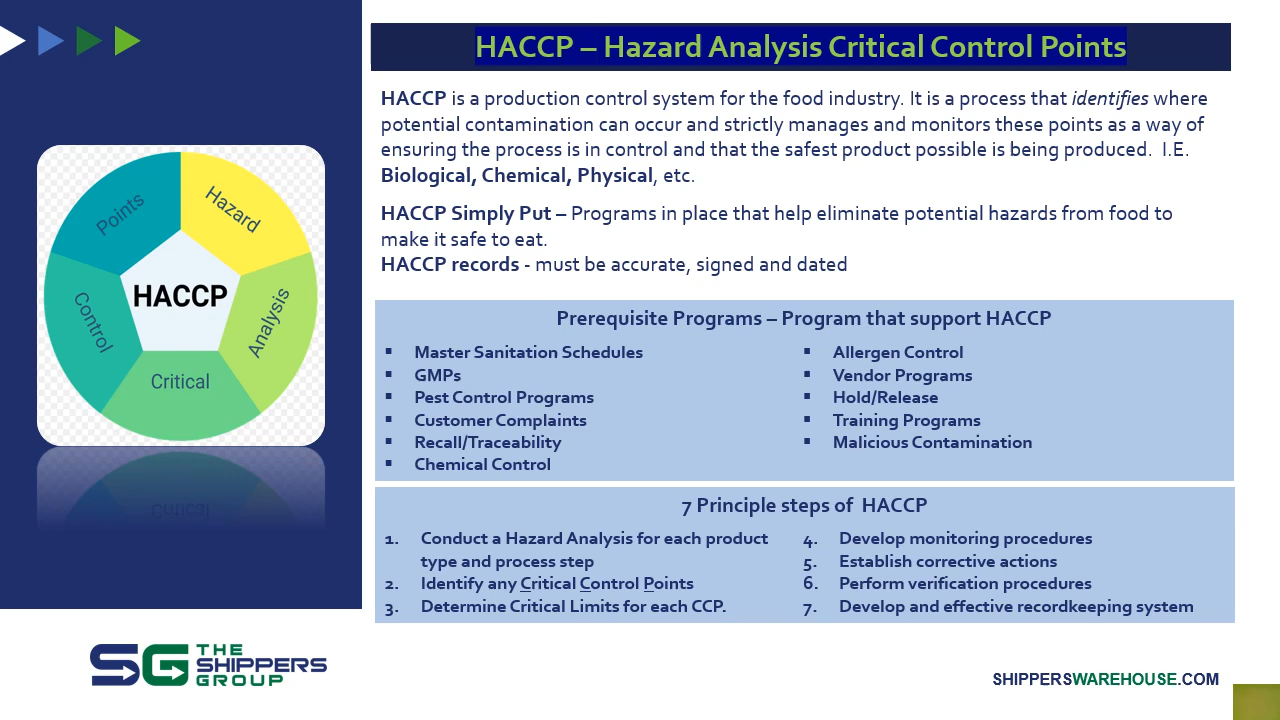 HACCP – Hazard Analysis Critical Control Points
HACCP is a production control system for the food industry. It is a process that identifies where
potential contamination can occur and strictly manages and monitors these points as a way of
ensuring the process is in control and that the safest product possible is being produced.  I.E.
Biological, Chemical, Physical, etc.
HACCP Simply Put – Programs in place that help eliminate potential hazards from food to
make it safe to eat.
HACCP records - must be accurate, signed and dated
Points
Hazard
HACCP
Control
Analysis
Critical
Critical
Prerequisite Programs – Program that support HACCP
▪ Master Sanitation Schedules
▪ GMPs
▪ Pest Control Programs
▪ Customer Complaints
▪ Recall/Traceability
▪ Chemical Control
▪ Allergen Control
▪ Vendor Programs
▪ Hold/Release
▪ Training Programs
▪ Malicious Contamination
7 Principle steps of  HACCP
1. Conduct a Hazard Analysis for each product
type and process step
2. Identify any Critical Control Points
3. Determine Critical Limits for each CCP.
4. Develop monitoring procedures
5. Establish corrective actions
6. Perform verification procedures
7. Develop and effective recordkeeping system
SG THE
SHIPPERS
GROUP
SHIPPERSWAREHOUSE.COM